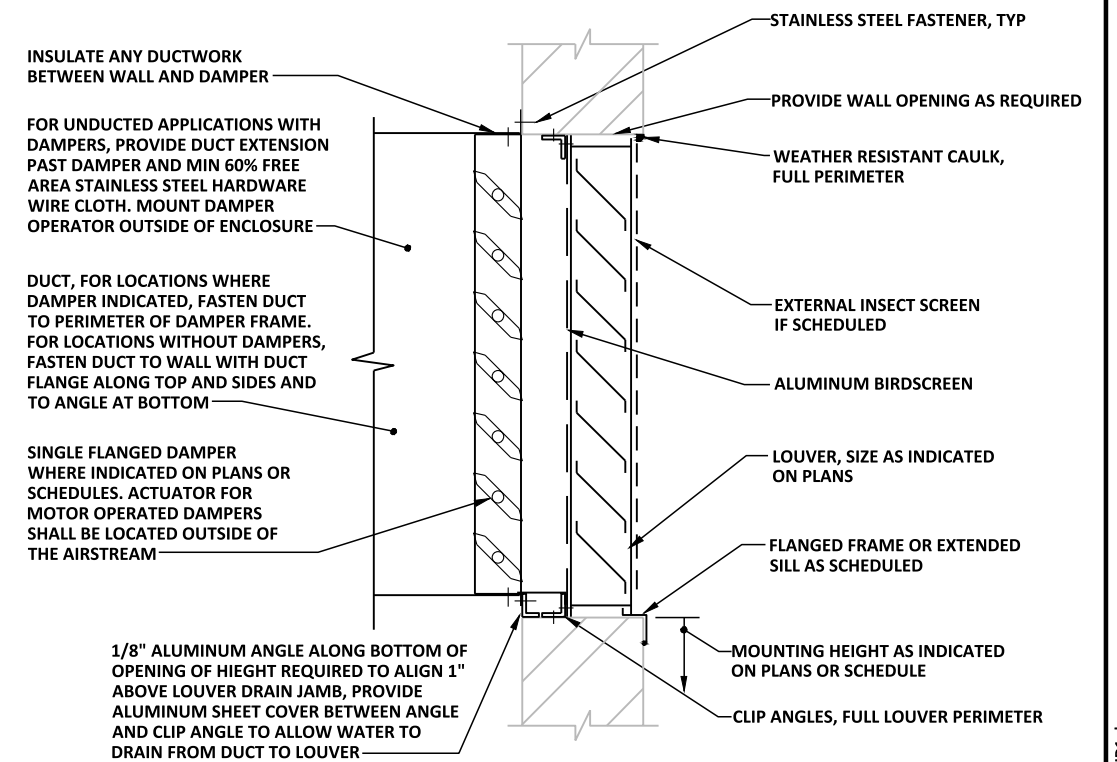 INSULATE ANY DUCTWORK
BETWEEN WALL AND DAMPER
FOR UNDUCTED APPLICATIONS WITH
DAMPERS, PROVIDE DUCT EXTENSION
PAST DAMPER AND MIN 60% FREE
AREA STAINLESS STEEL HARDWARE
WIRE CLOTH. MOUNT DAMPER
OPERATOR OUTSIDE OF ENCLOSURE
DUCT, FOR LOCATIONS WHERE
DAMPER INDICATED, FASTEN DUCT
TO PERIMETER OF DAMPER FRAME.
FOR LOCATIONS WITHOUT DAMPERS,
FASTEN DUCT TO WALL WITH DUCT
FLANGE ALONG TOP AND SIDES AND
TO ANGLE AT BOTTOM
SINGLE FLANGED DAMPER
WHERE INDICATED ON PLANS OR
SCHEDULES. ACTUATOR FOR
MOTOR OPERATED DAMPERS
SHALL BE LOCATED OUTSIDE OF
THE AIRSTREAM
1/8" ALUMINUM ANGLE ALONG BOTTOM OF
OPENING OF HIEGHT REQUIRED TO ALIGN 1"
ABOVE LOUVER DRAIN JAMB, PROVIDE
ALUMINUM SHEET COVER BETWEEN ANGLE
AND CLIP ANGLE TO ALLOW WATER TO
DRAIN FROM DUCT TO LOUVER
STAINLESS STEEL FASTENER, TYP
PROVIDE WALL OPENING AS REQUIRED
WEATHER RESISTANT CAULK,
FULL PERIMETER
EXTERNAL INSECT SCREEN
IF SCHEDULED
ALUMINUM BIRDSCREEN
LOUVER, SIZE AS INDICATED
ON PLANS
FLANGED FRAME OR EXTENDED
SILL AS SCHEDULED
MOUNTING HEIGHT AS INDICATED
ON PLANS OR SCHEDULE
CLIP ANGLES, FULL LOUVER PERIMETER